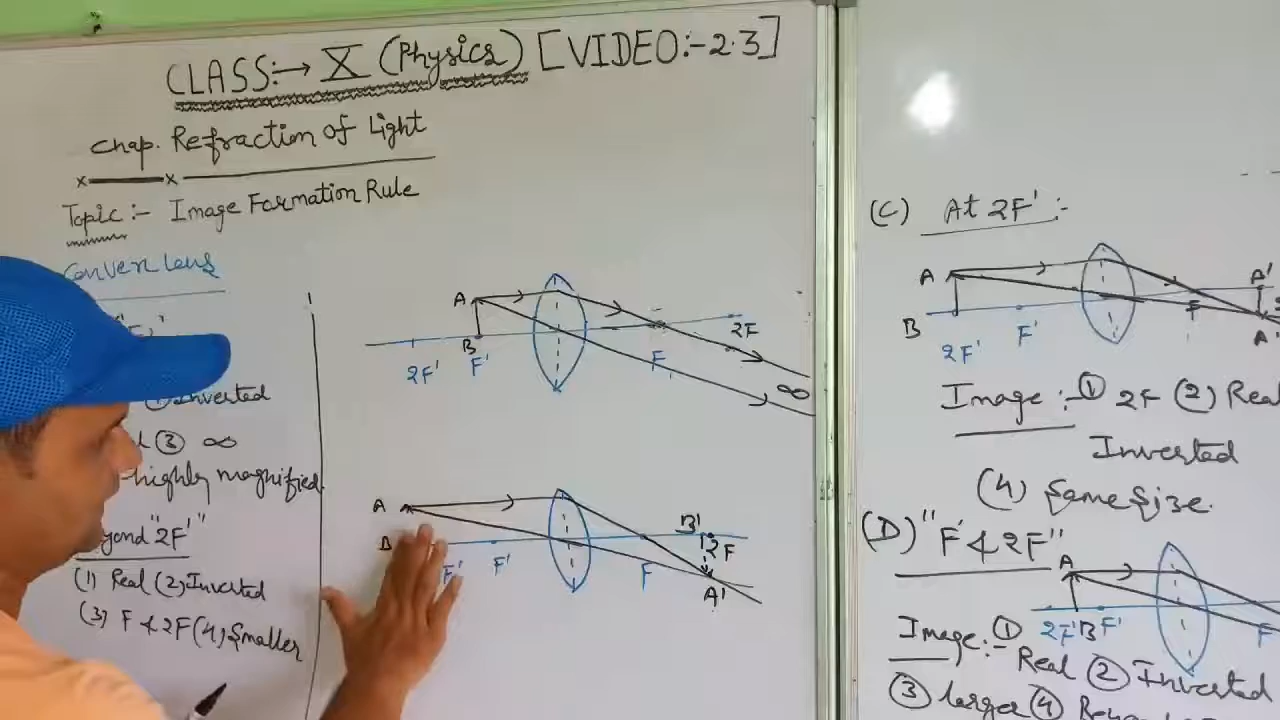 CLASS:→ X (Physics) [VIDEO:-2.3]
Chap. Refraction of Light
Topic:- Image Formation Rule
Conven Lens
Inverted
③ ∞
highly magnified
"2F'"
(1) Real (2) Inverted
(3) F & 2F (4) Smaller
A
B
2F' F' F 2F
∞
A
B
F' F' F B' 2F
A'
(C) At 2F':-
A A'
B 2F' F' F
A'
Image:- ① 2F (2) Real
Inverted
(4) Same Size.
(D) "F' & 2F"
A
2F' B F' F
Image:- ① Real ② Inverted
③ larger ④